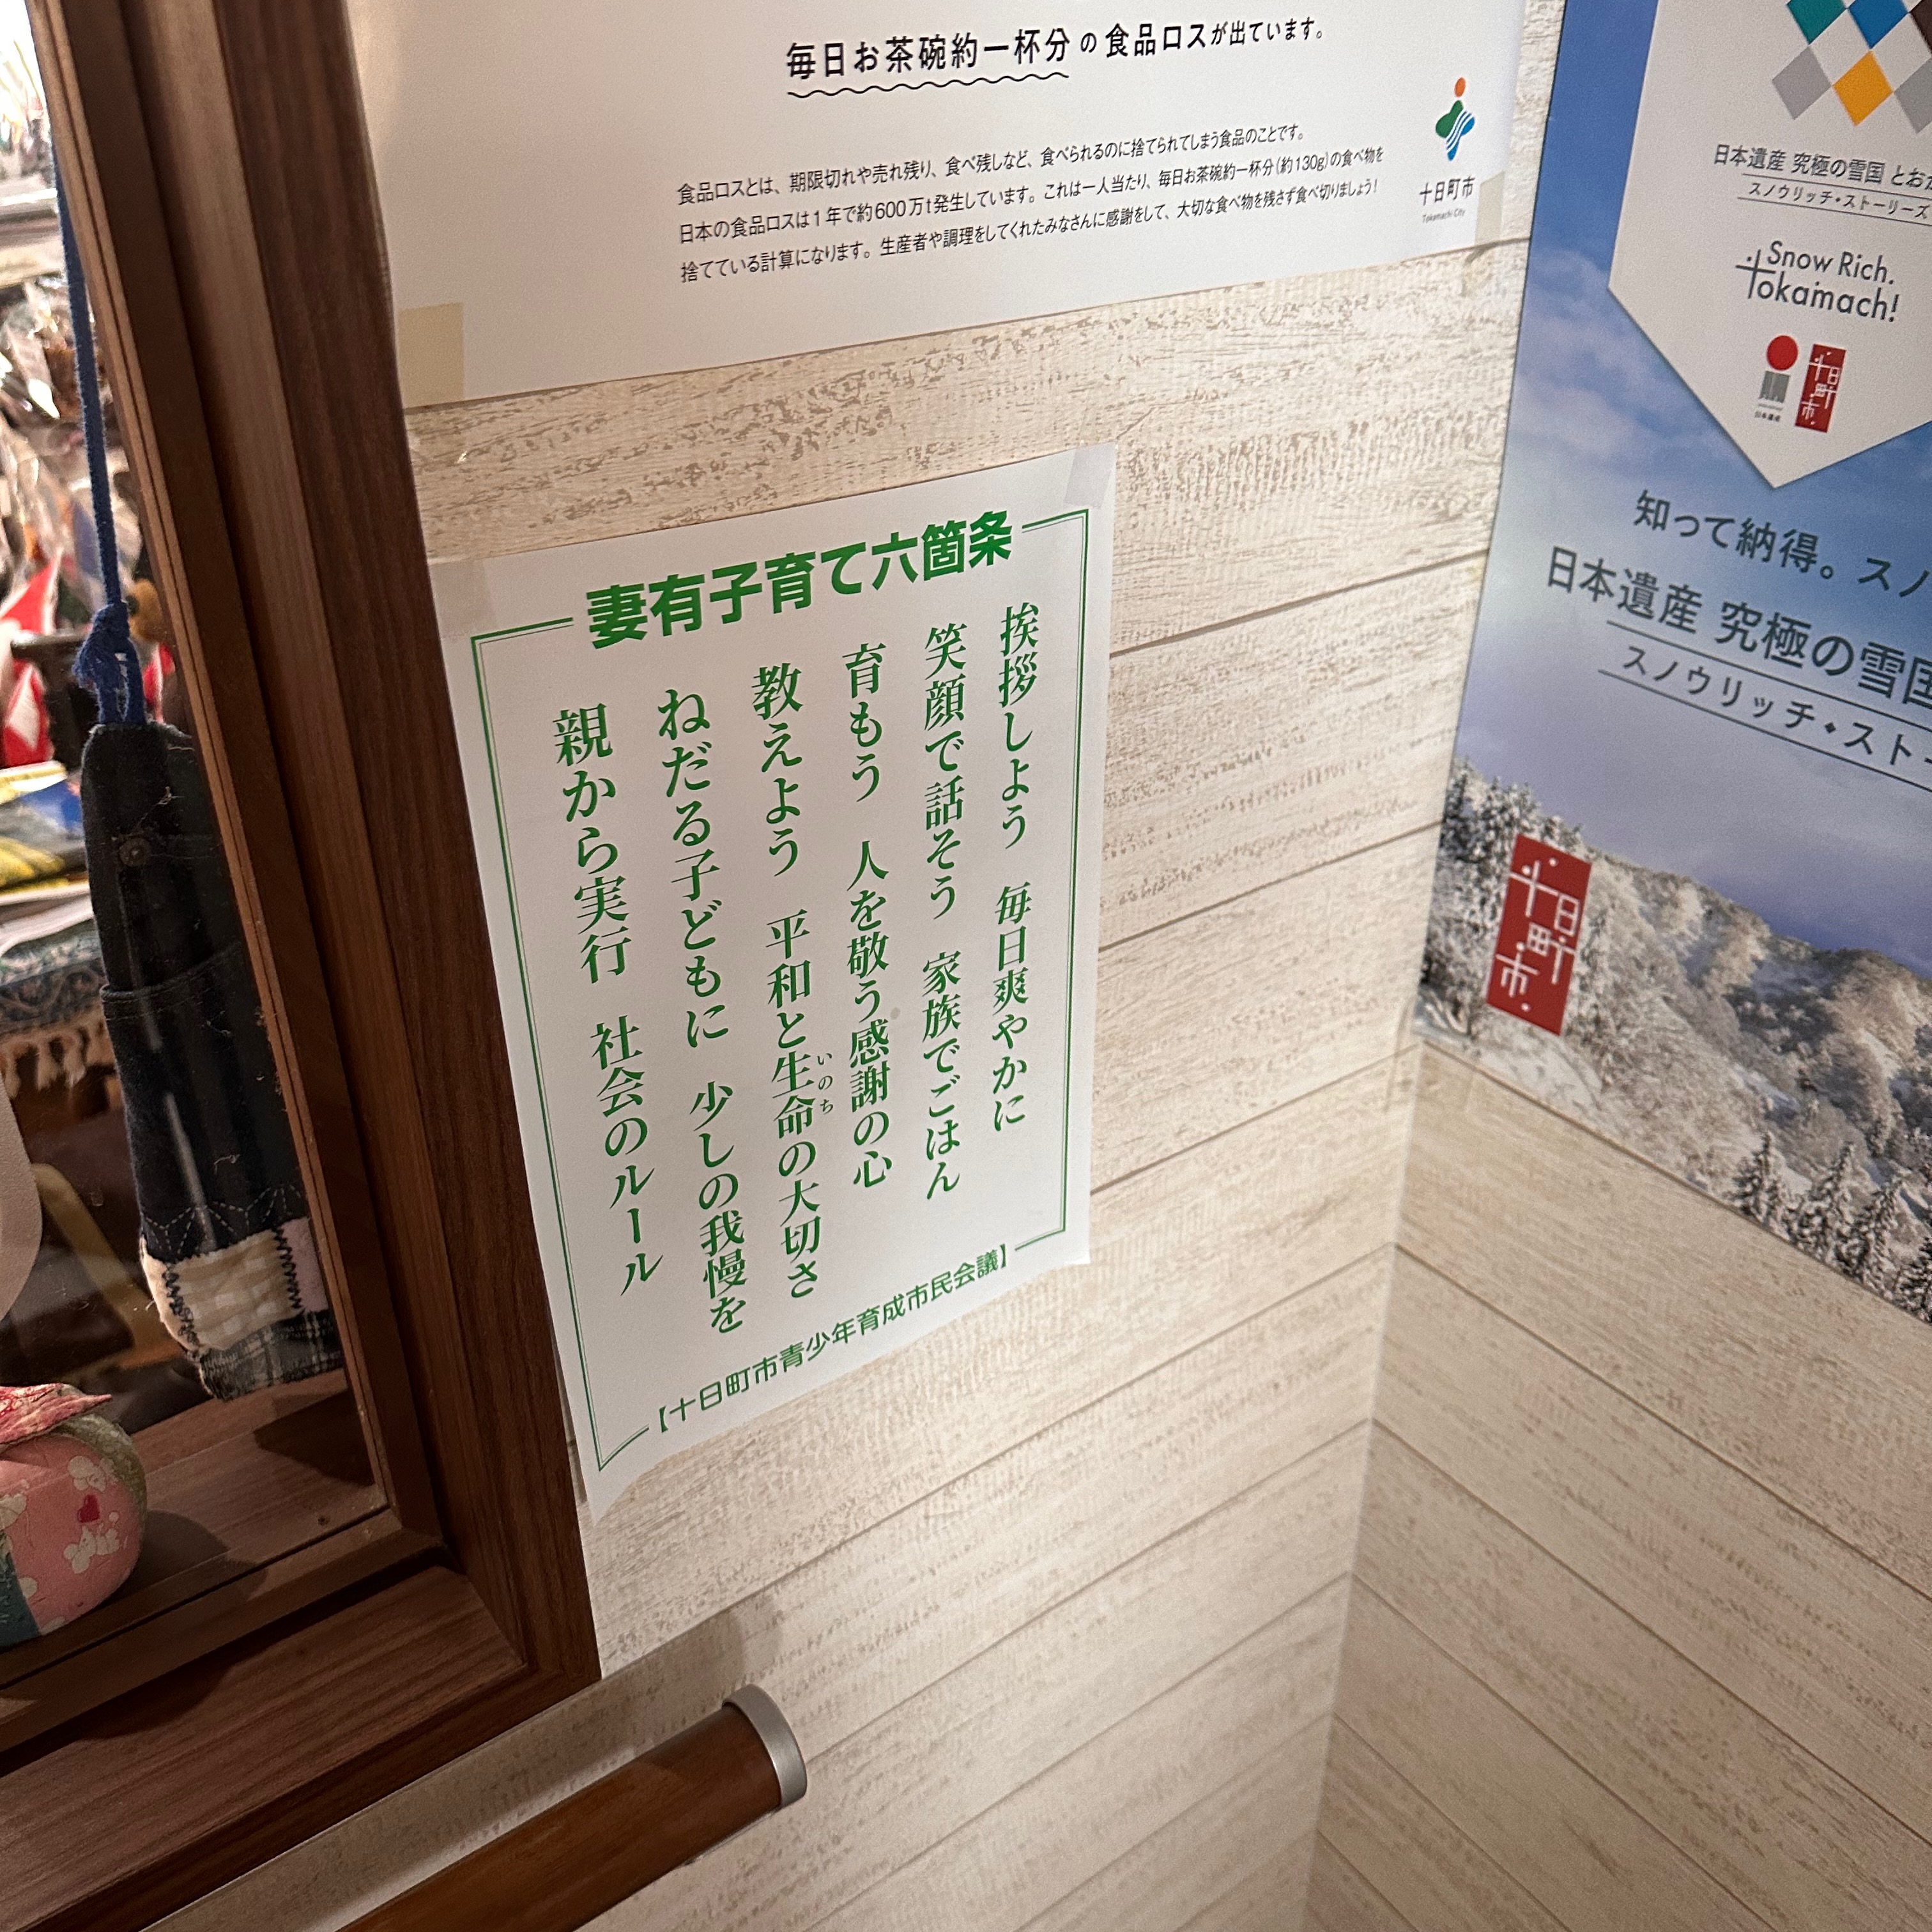 毎日お茶碗約一杯分の食品ロスが出ています。
食品ロスとは、期限切れや売れ残り、食べ残しなど、食べられるのに捨てられてしまう食品のことです。
日本の食品ロスは1年で約600万t発生しています。これは一人当たり、毎日お茶碗約一杯分(約130g)の食べ物を
捨てている計算になります。生産者や調理をしてくれたみなさんに感謝をして、大切な食べ物を残さず食べ切りましょう!
十日町市
Tokamachi City
妻有子育て六箇条
挨拶しよう 毎日爽やかに
笑顔で話そう 家族でごはん
育もう 人を敬う感謝の心
教えよう 平和と生命の大切さ
いのち
ねだる子どもに 少しの我慢を
親から実行 社会のルール
【十日町市青少年育成市民会議】
日本遺産 究極の雪国 とお
スノウリッチ・ストーリーズ
Snow Rich.
Tokamach!
日本遺産
十日町市
知って納得。スノ
日本遺産 究極の雪国
スノウリッチ・スト
十日町市